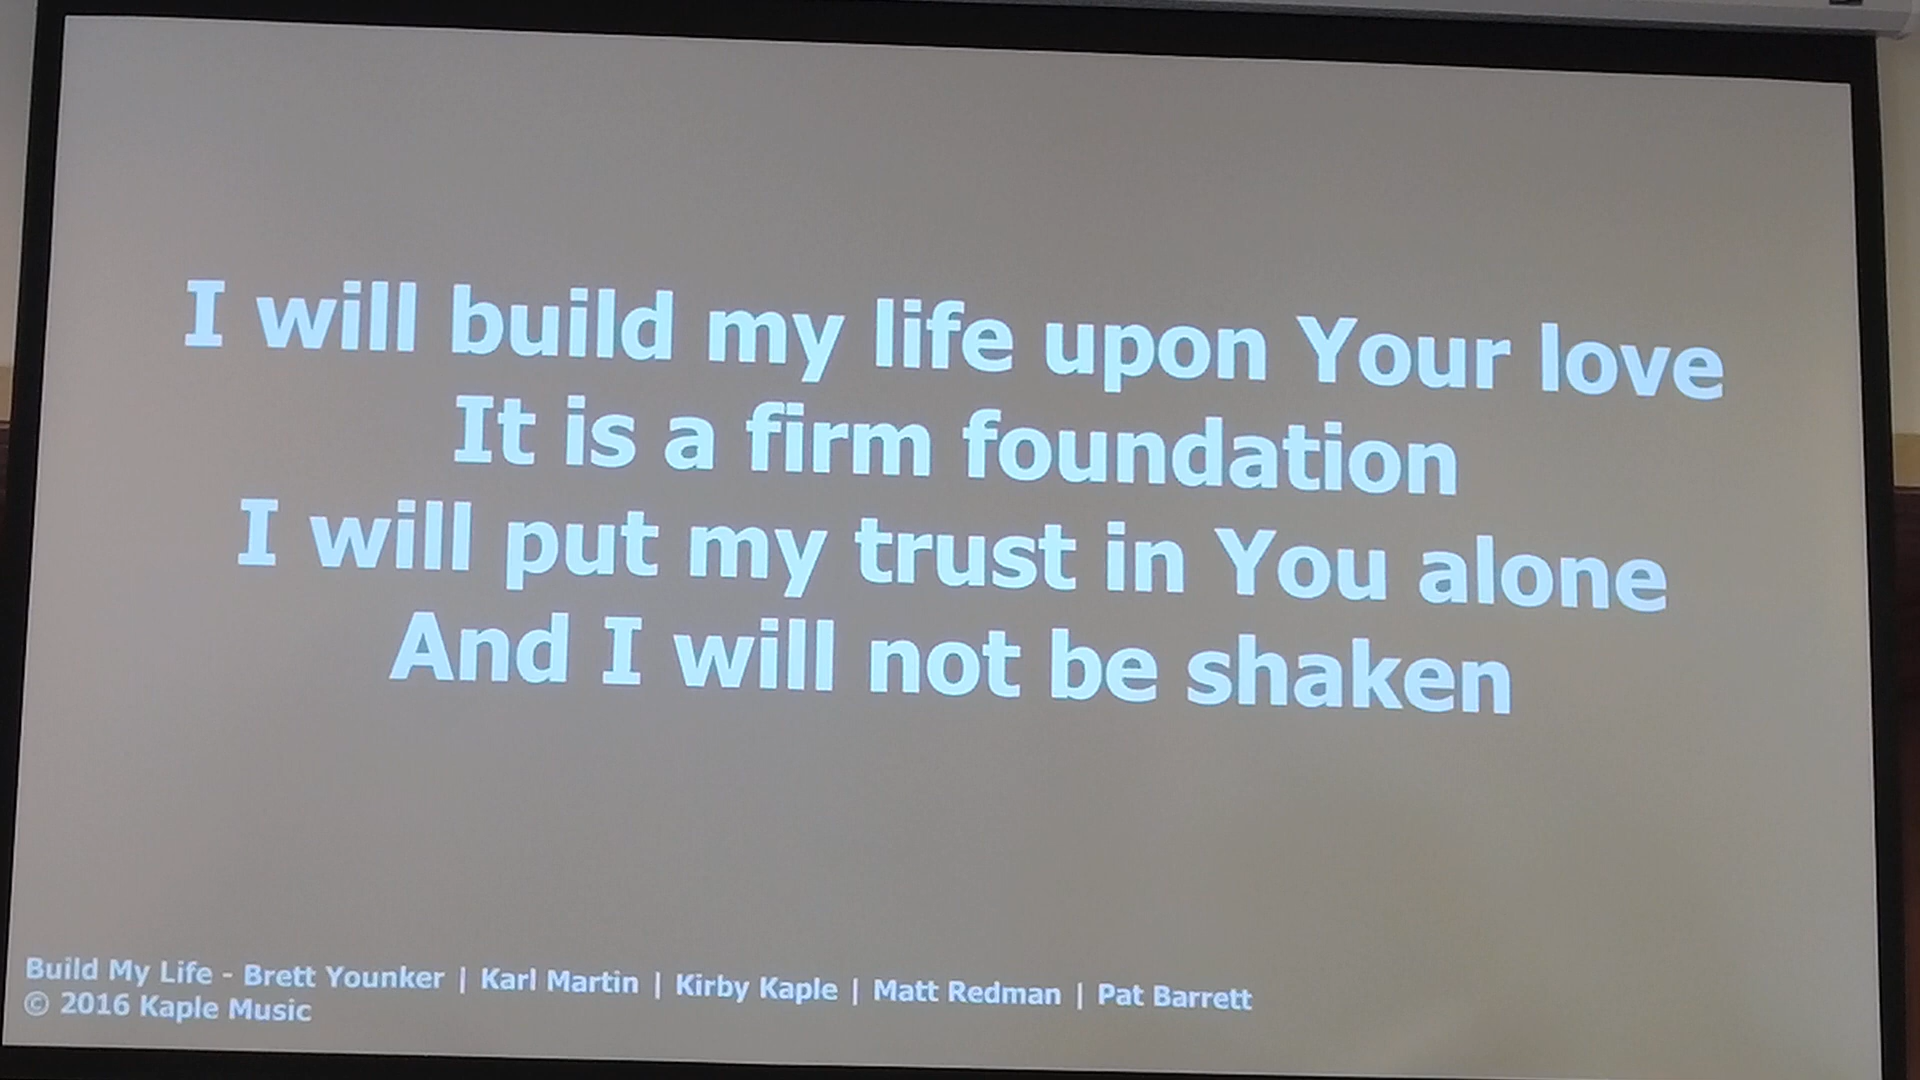 I will build my life upon Your love
It is a firm foundation
I will put my trust in You alone
And I will not be shaken
Build My Life - Brett Younker | Karl Martin | Kirby Kaple | Matt Redman | Pat Barrett
© 2016 Kaple Music